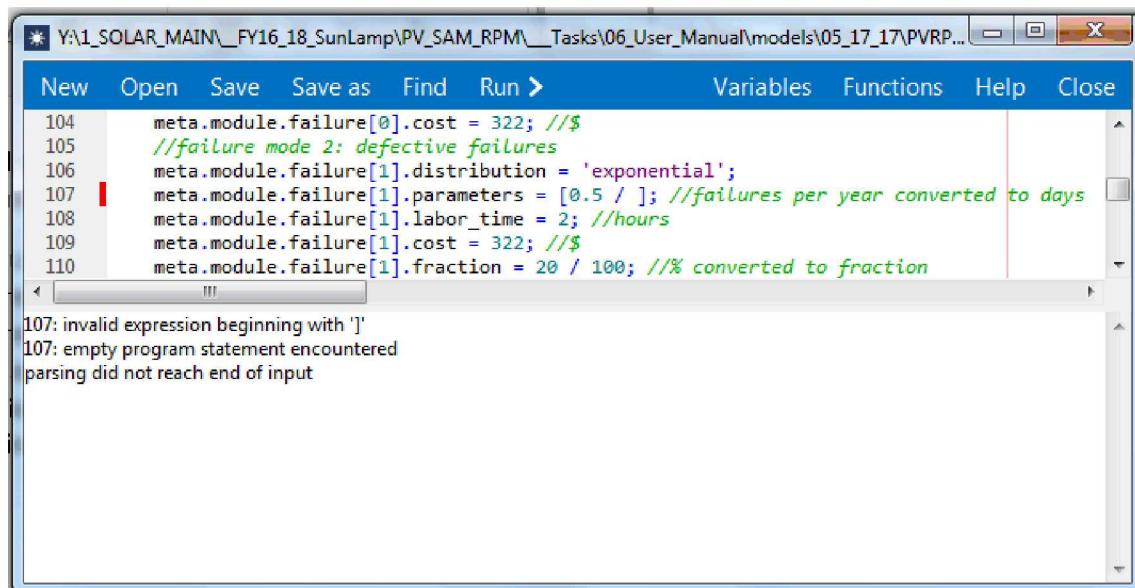 Y:\1_SOLAR_MAIN\__FY16_18_SunLamp\PV_SAM_RPM\___Tasks\06_User_Manual\models\05_17_17\PVRP...
New Open Save Save as Find Run > Variables Functions Help Close
104 meta.module.failure[0].cost = 322; //$
105 //failure mode 2: defective failures
106 meta.module.failure[1].distribution = 'exponential';
107 meta.module.failure[1].parameters = [0.5 / ]; //failures per year converted to days
108 meta.module.failure[1].labor_time = 2; //hours
109 meta.module.failure[1].cost = 322; //$
110 meta.module.failure[1].fraction = 20 / 100; //% converted to fraction
107: invalid expression beginning with ']'
107: empty program statement encountered
parsing did not reach end of input